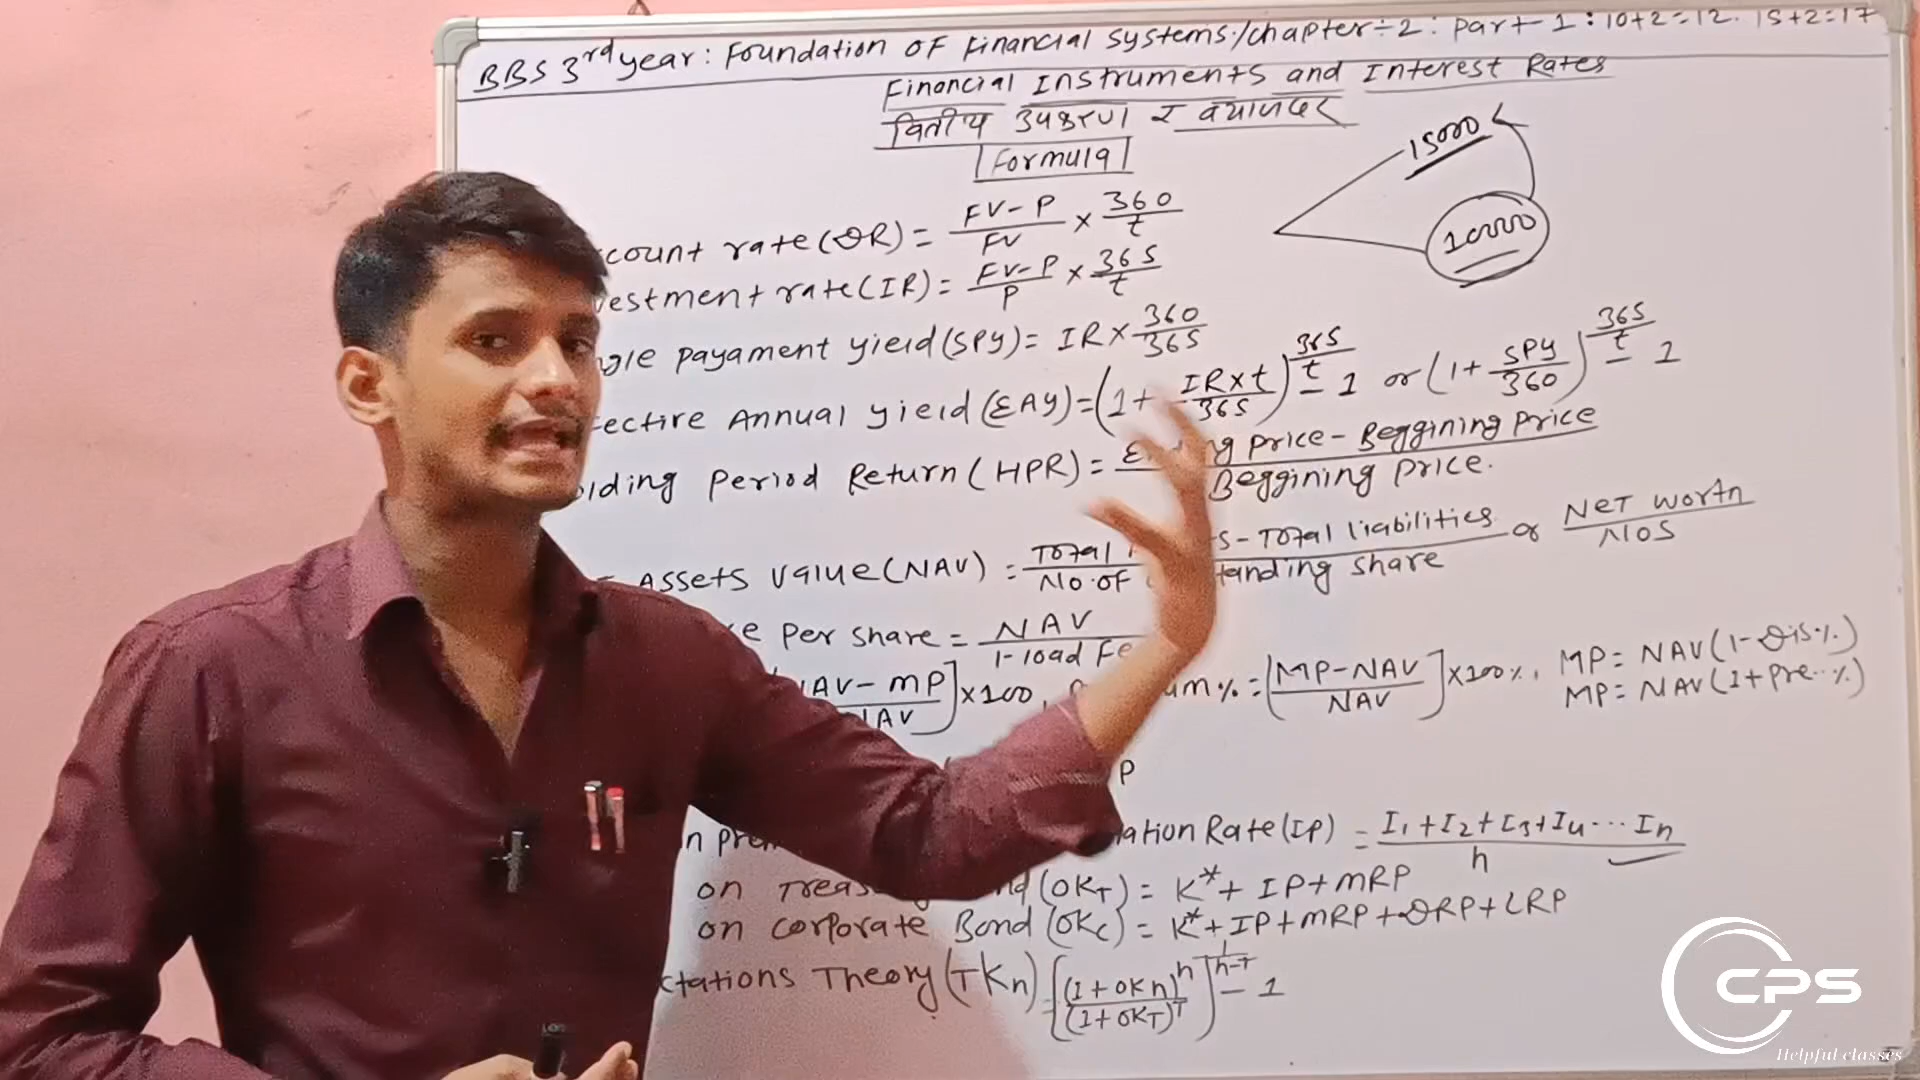 BBS 3rd year: Foundation OF Financial systems:/chapter÷2: part-1: 10+2=12. 15+2=17
Financial Instruments and Interest Rates
वित्तीय उपकरण र ब्याजदर
Formula
15000
10000
count rate(DR) = FV-P/FV × 360/t
vestment rate(IR) = FV-P/P × 365/t
gle payament yield(SPY) = IR × 360/365
ective Annual yield (EAY) = (1+ IR×t/365)^365/t - 1 or (1+ SPY/360)^365/t - 1
lding Period Return (HPR) = price - Beggining price/Beggining price.
Assets value(NAV) = Total s-Total liabilities/No.of tanding share or Net worth/NOS
e Per share = NAV/1-load Fe
AV-MP/AV]×100, m% = [MP-NAV/NAV]×100%, MP = NAV(1-Dis%)
MP = NAV(1+pre..%)
P
n pre ation Rate(IP) = I1+I2+I3+I4...In/n
on Treas nd (OKT) = K*+ IP+MRP
on corporate Bond (OKc) = K*+IP+MRP+DRP+LRP
ctations Theory (TKn) = [(1+OKn)^n/(1+OKT)^T]^1/n-T - 1
CPS
Helpful classes